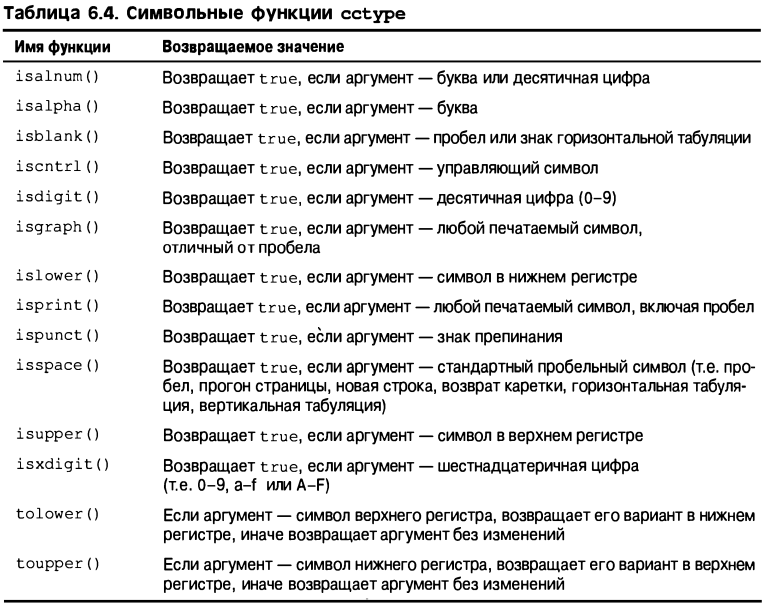 Таблица 6.4. Символьные функции cctype
Имя функции Возвращаемое значение
isalnum() Возвращает true, если аргумент — буква или десятичная цифра
isalpha() Возвращает true, если аргумент — буква
isblank() Возвращает true, если аргумент — пробел или знак горизонтальной табуляции
iscntrl() Возвращает true, если аргумент — управляющий символ
isdigit() Возвращает true, если аргумент — десятичная цифра (0–9)
isgraph() Возвращает true, если аргумент — любой печатаемый символ,
отличный от пробела
islower() Возвращает true, если аргумент — символ в нижнем регистре
isprint() Возвращает true, если аргумент — любой печатаемый символ, включая пробел
ispunct() Возвращает true, если аргумент — знак препинания
isspace() Возвращает true, если аргумент — стандартный пробельный символ (т.е. про-
бел, прогон страницы, новая строка, возврат каретки, горизонтальная табуля-
ция, вертикальная табуляция)
isupper() Возвращает true, если аргумент — символ в верхнем регистре
isxdigit() Возвращает true, если аргумент — шестнадцатеричная цифра
(т.е. 0–9, a–f или A–F)
tolower() Если аргумент — символ верхнего регистра, возвращает его вариант в нижнем
регистре, иначе возвращает аргумент без изменений
toupper() Если аргумент — символ нижнего регистра, возвращает его вариант в верхнем
регистре, иначе возвращает аргумент без изменений